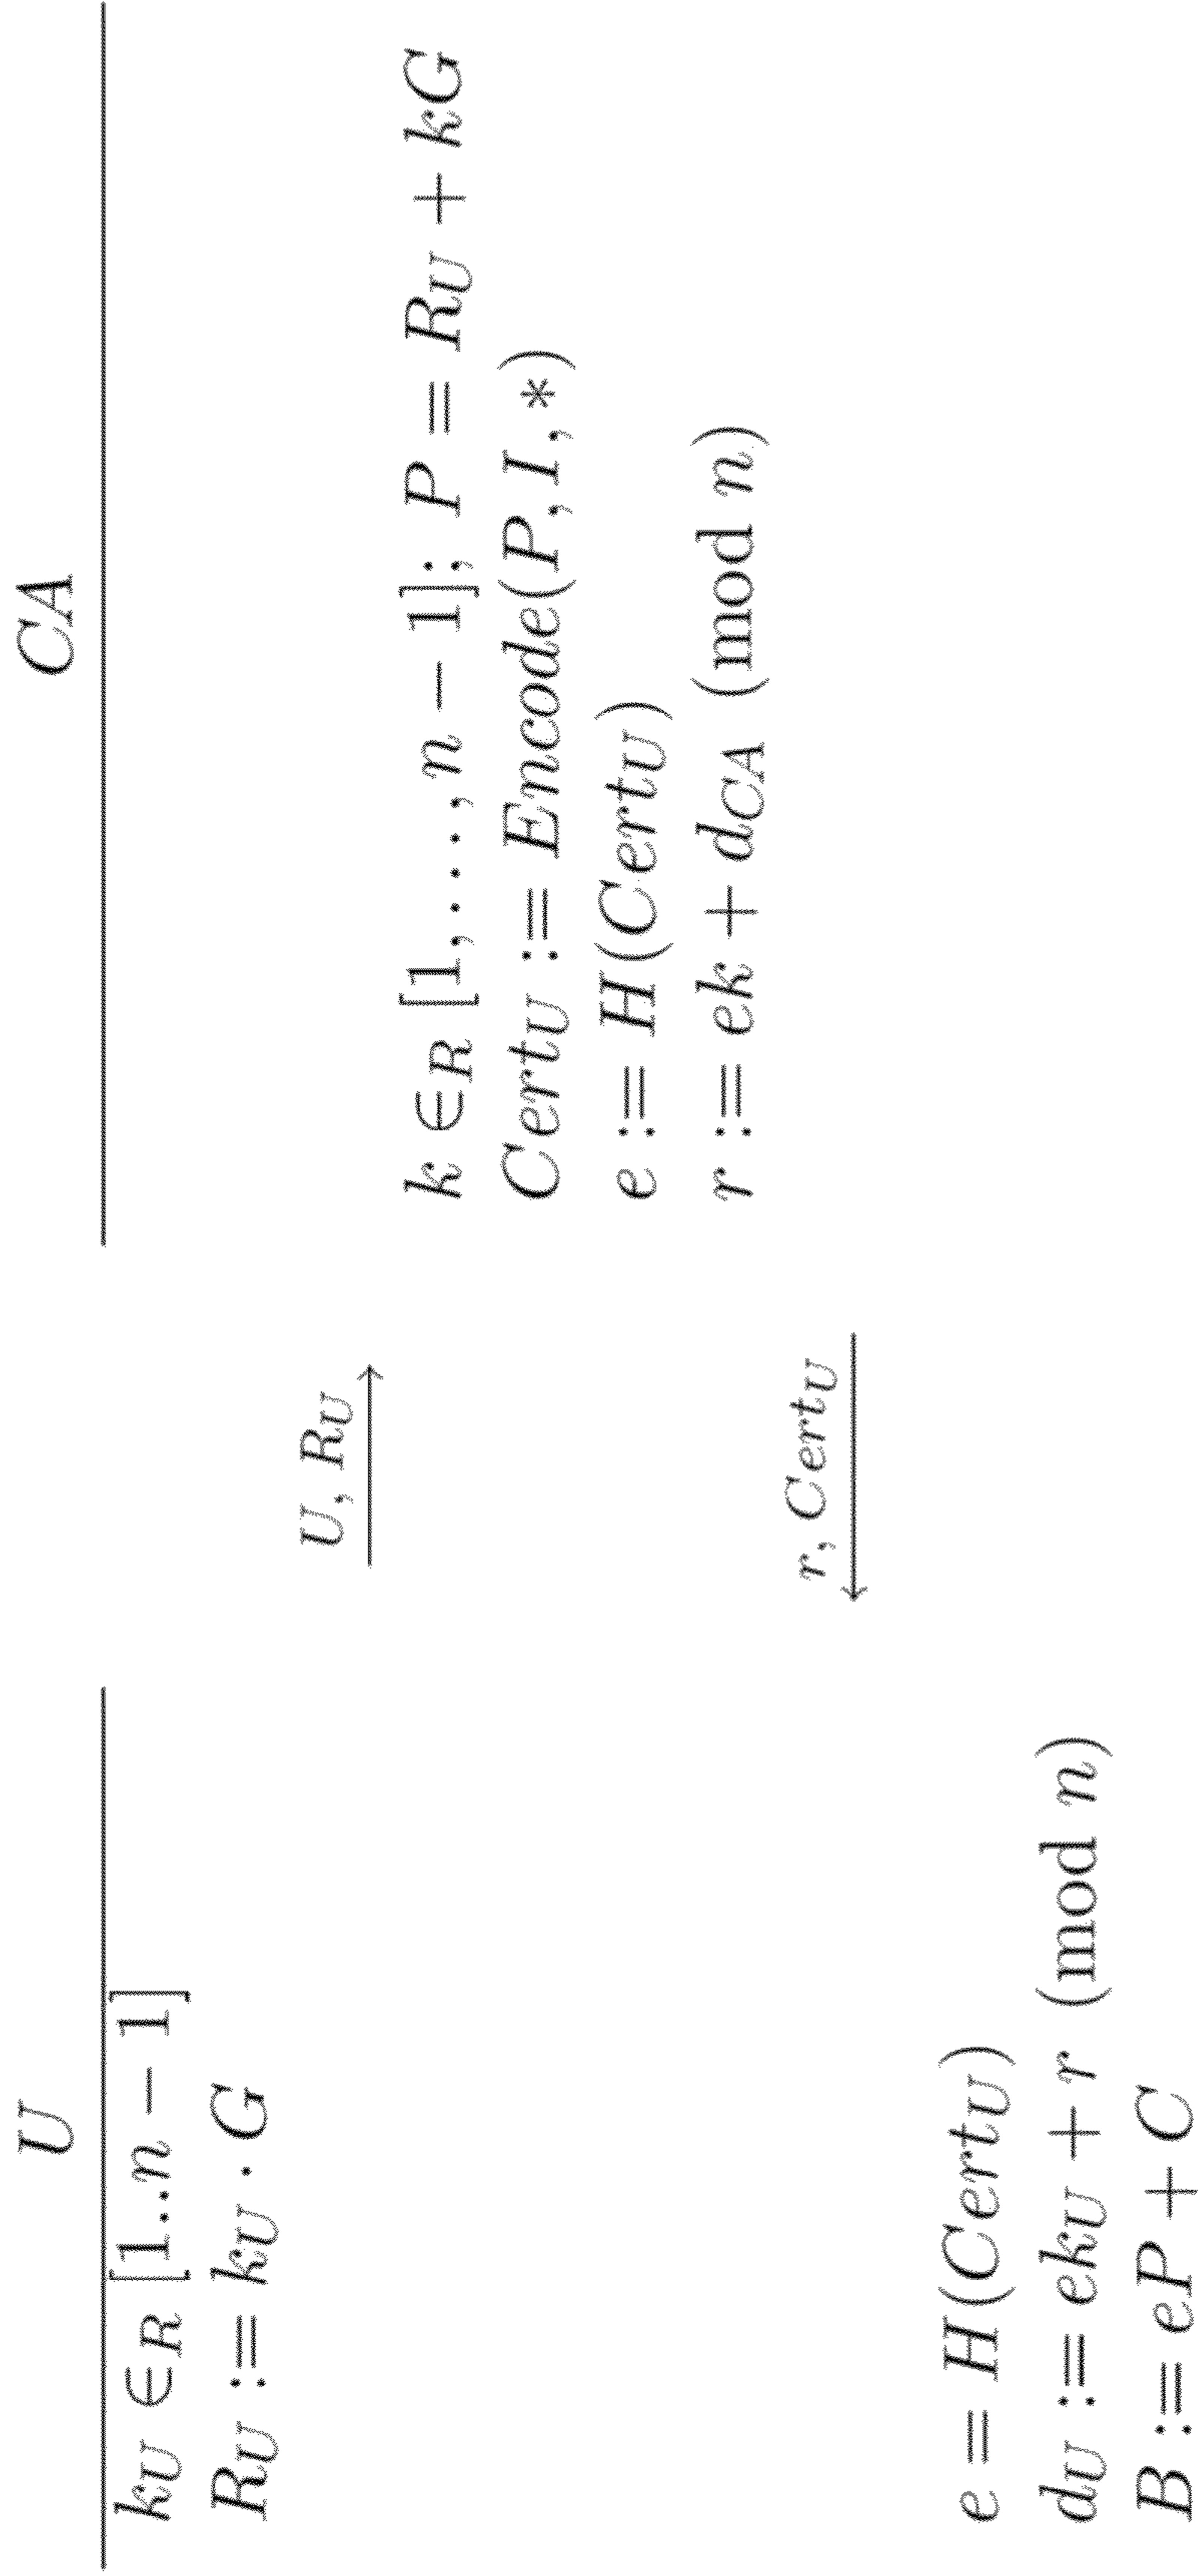 U
CA
k_U ∈_R [1..n − 1]
R_U := k_U · G
U, R_U
k ∈_R [1, . . . , n − 1]; P = R_U + kG
Cert_U := Encode(P, I, *)
e := H(Cert_U)
r := ek + d_CA (mod n)
r, Cert_U
e = H(Cert_U)
d_U := ek_U + r (mod n)
B := eP + C